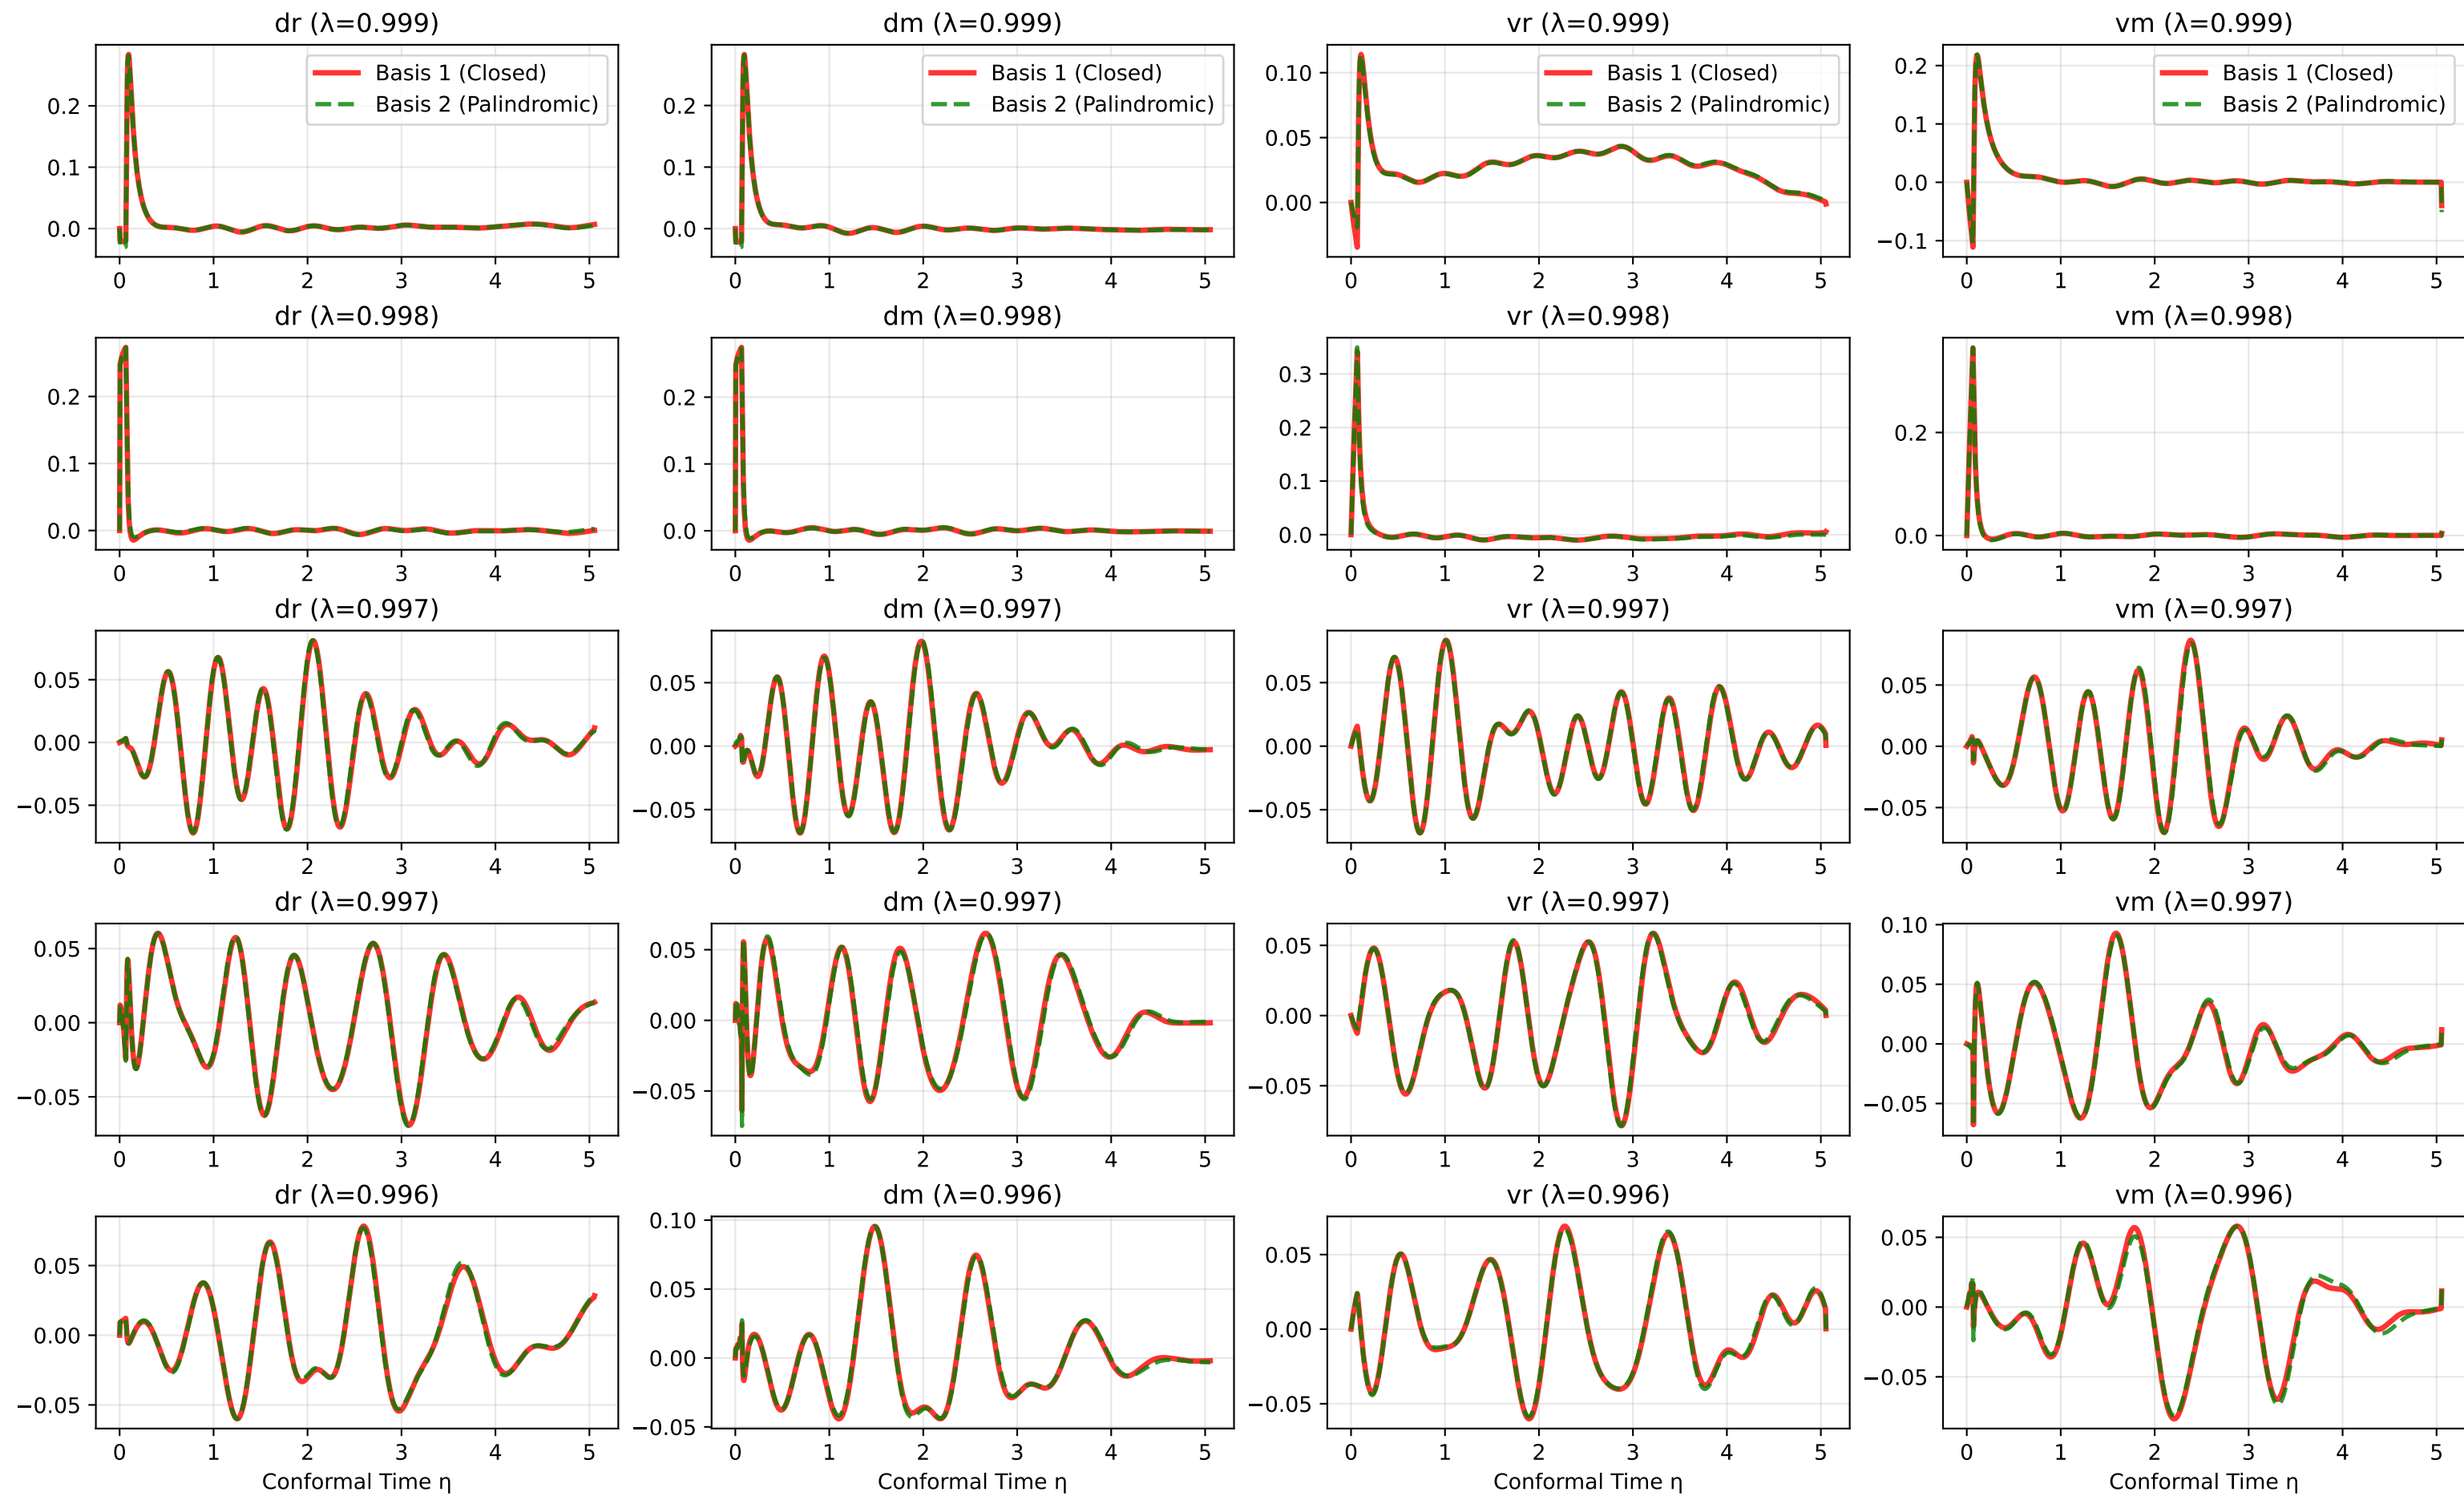 dr (λ=0.999)
dm (λ=0.999)
vr (λ=0.999)
vm (λ=0.999)
Basis 1 (Closed)
Basis 2 (Palindromic)
0.2
0.1
0.0
0 1 2 3 4 5
Basis 1 (Closed)
Basis 2 (Palindromic)
0.2
0.1
0.0
0 1 2 3 4 5
Basis 1 (Closed)
Basis 2 (Palindromic)
0.10
0.05
0.00
0 1 2 3 4 5
Basis 1 (Closed)
Basis 2 (Palindromic)
0.2
0.1
0.0
−0.1
0 1 2 3 4 5
dr (λ=0.998)
dm (λ=0.998)
vr (λ=0.998)
vm (λ=0.998)
0.2
0.1
0.0
0 1 2 3 4 5
0.2
0.1
0.0
0 1 2 3 4 5
0.3
0.2
0.1
0.0
0 1 2 3 4 5
0.2
0.0
0 1 2 3 4 5
dr (λ=0.997)
dm (λ=0.997)
vr (λ=0.997)
vm (λ=0.997)
0.05
0.00
−0.05
0 1 2 3 4 5
0.05
0.00
−0.05
0 1 2 3 4 5
0.05
0.00
−0.05
0 1 2 3 4 5
0.05
0.00
−0.05
0 1 2 3 4 5
dr (λ=0.997)
dm (λ=0.997)
vr (λ=0.997)
vm (λ=0.997)
0.05
0.00
−0.05
0 1 2 3 4 5
0.05
0.00
−0.05
0 1 2 3 4 5
0.05
0.00
−0.05
0 1 2 3 4 5
0.10
0.05
0.00
−0.05
0 1 2 3 4 5
dr (λ=0.996)
dm (λ=0.996)
vr (λ=0.996)
vm (λ=0.996)
0.05
0.00
−0.05
0 1 2 3 4 5
Conformal Time η
0.10
0.05
0.00
−0.05
0 1 2 3 4 5
Conformal Time η
0.05
0.00
−0.05
0 1 2 3 4 5
Conformal Time η
0.05
0.00
−0.05
0 1 2 3 4 5
Conformal Time η